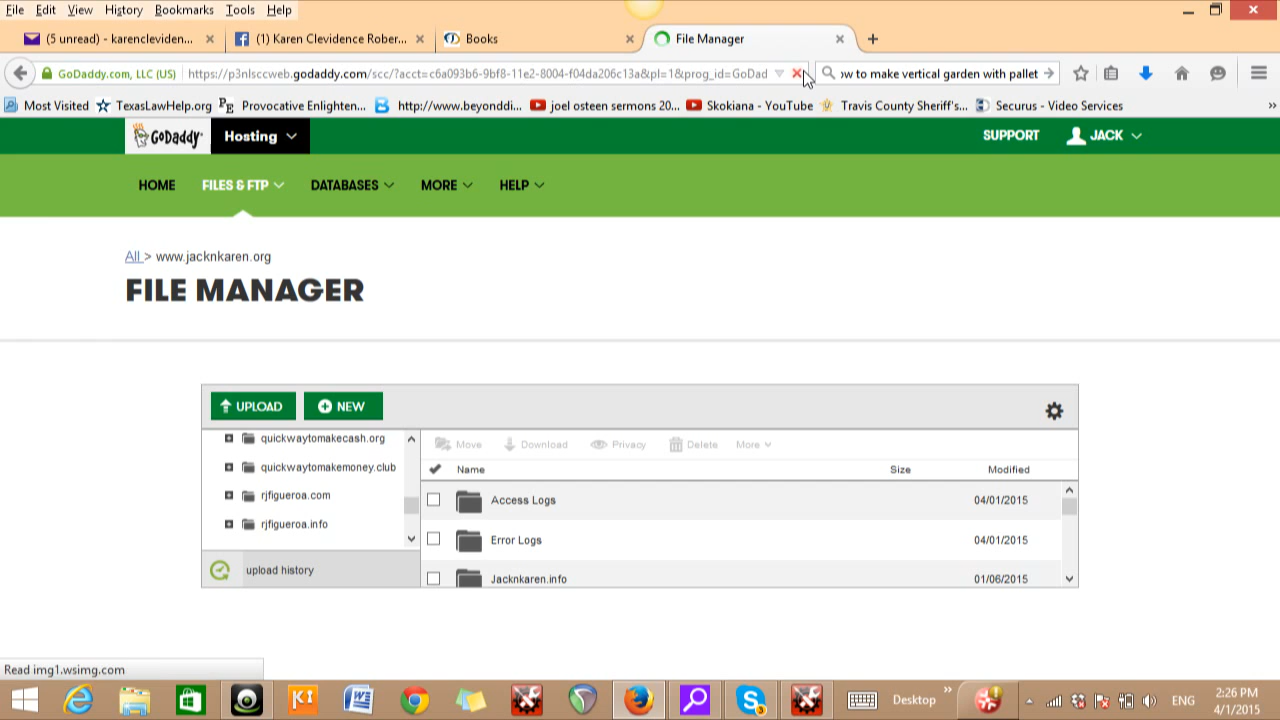 File Edit View History Bookmarks Tools Help
(5 unread) - karencleviden... × (1) Karen Clevidence Rober... × Books × File Manager × +
GoDaddy.com, LLC (US) https://p3nlsccweb.godaddy.com/scc/?acct=c6a093b6-9bf8-11e2-8004-f04da206c13a&pl=1&prog_id=GoDad ow to make vertical garden with pallet
Most Visited TexasLawHelp.org PE Provocative Enlighten... http://www.beyonddi... joel osteen sermons 20... Skokiana - YouTube Travis County Sheriff's... Securus - Video Services »
GoDaddy Hosting SUPPORT JACK
HOME FILES & FTP DATABASES MORE HELP
All > www.jacknkaren.org
FILE MANAGER
UPLOAD NEW
quickwaytomakecash.org Move Download Privacy Delete More
quickwaytomakemoney.club Name Size Modified
rjfigueroa.com Access Logs 04/01/2015
rjfigueroa.info Error Logs 04/01/2015
upload history Jacknkaren.info 01/06/2015
Read img1.wsimg.com
Desktop » ENG 2:26 PM
4/1/2015